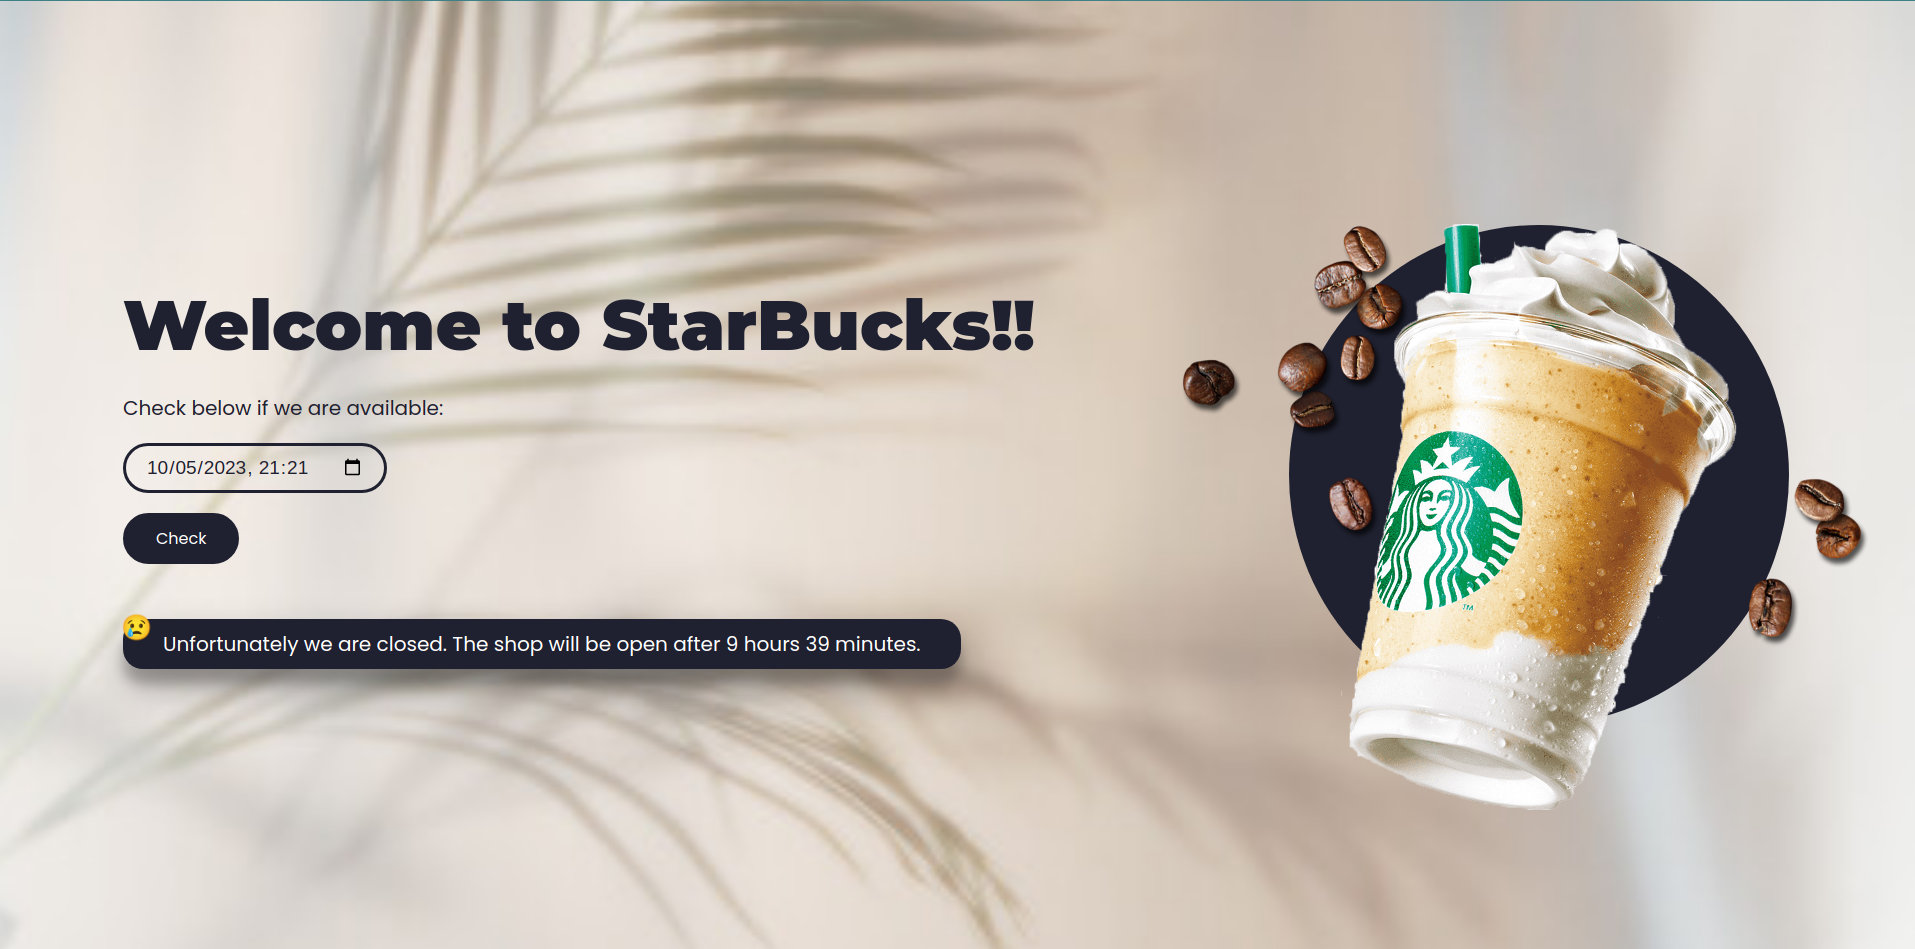 Welcome to StarBucks!!
Check below if we are available:
10/05/2023, 21:21
Check
Unfortunately we are closed. The shop will be open after 9 hours 39 minutes.
TM